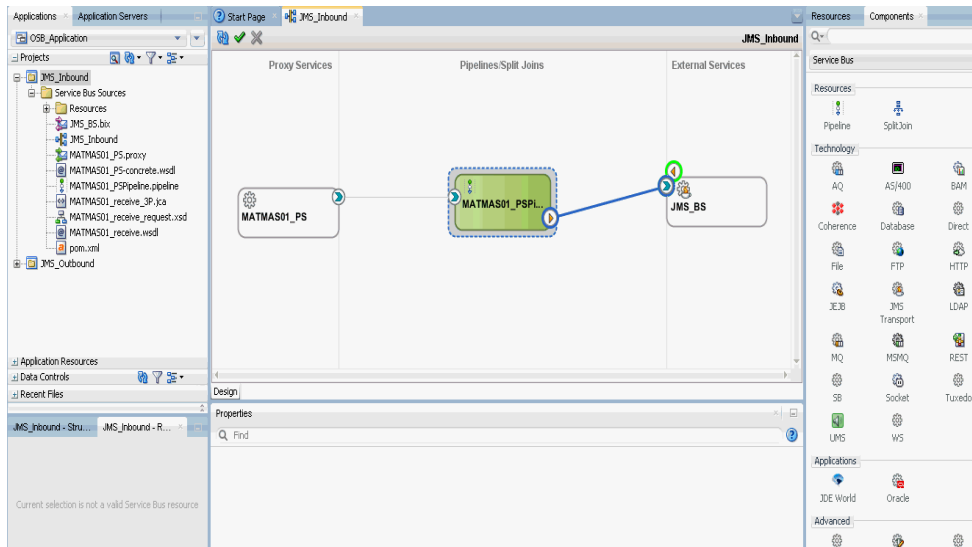 Applications
Application Servers
OSB_Application
Projects
JMS_Inbound
Service Bus Sources
Resources
JMS_BS.bix
JMS_Inbound
MATMAS01_PS.proxy
MATMAS01_PS-concrete.wsdl
MATMAS01_PSPipeline.pipeline
MATMAS01_receive_3P.jca
MATMAS01_receive_request.xsd
MATMAS01_receive.wsdl
pom.xml
JMS_Outbound
Application Resources
Data Controls
Recent Files
JMS_Inbound - Stru...
JMS_Inbound - R...
Current selection is not a valid Service Bus resource
Start Page
JMS_Inbound
JMS_Inbound
Proxy Services
Pipelines/Split Joins
External Services
MATMAS01_PS
MATMAS01_PSPi...
JMS_BS
Design
Properties
Find
Resources
Components
Service Bus
Resources
Pipeline
SplitJoin
Technology
AQ
AS/400
BAM
Coherence
Database
Direct
File
FTP
HTTP
JEJB
JMS
Transport
LDAP
MQ
MSMQ
REST
SB
Socket
Tuxedo
UMS
WS
Applications
JDE World
Oracle
Advanced